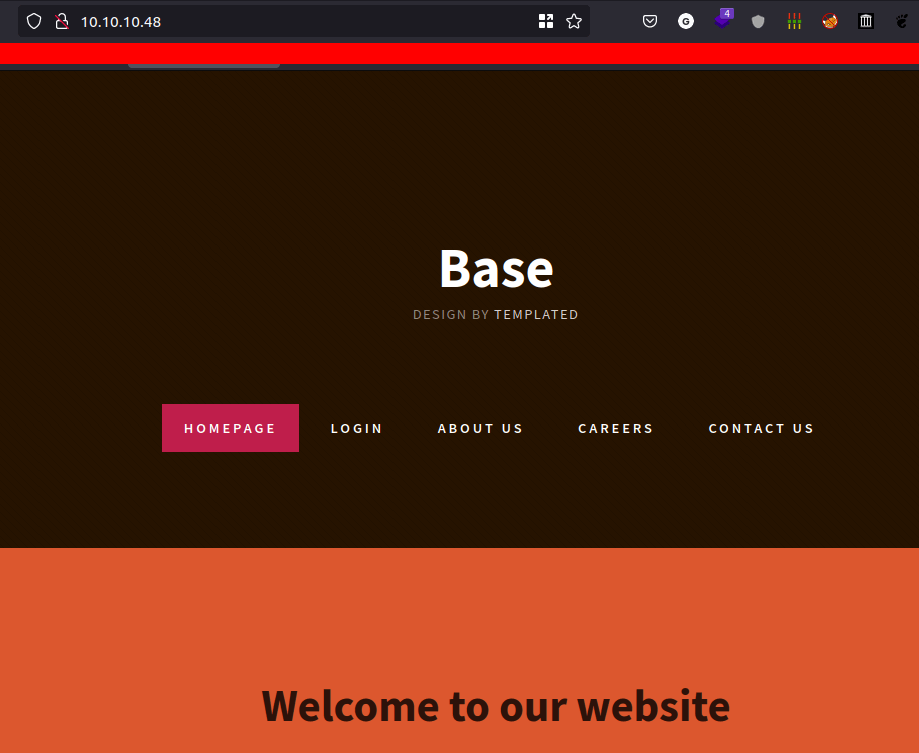 10.10.10.48
G
4
Base
DESIGN BY TEMPLATED
HOMEPAGE LOGIN ABOUT US CAREERS CONTACT US
Welcome to our website